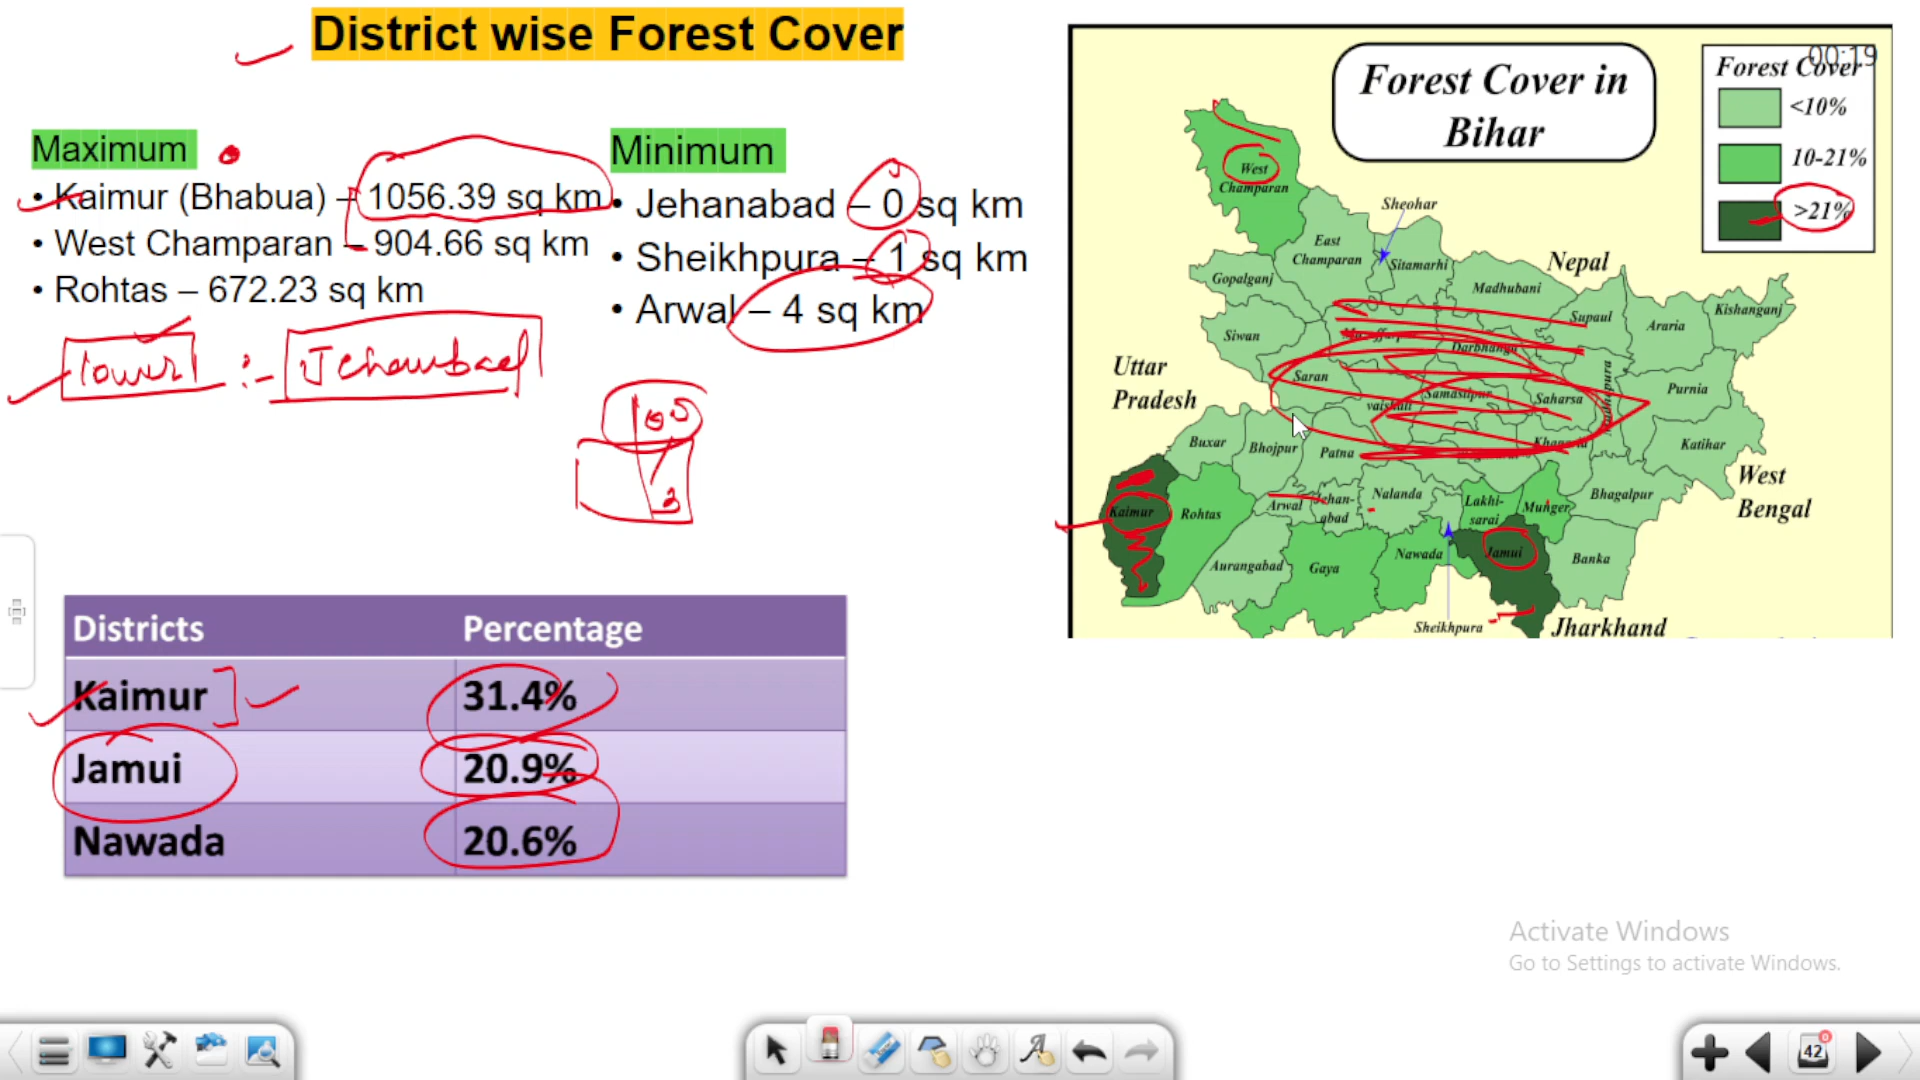 District wise Forest Cover
Maximum
• Kaimur (Bhabua) – 1056.39 sq km
• West Champaran – 904.66 sq km
• Rohtas – 672.23 sq km
Minimum
• Jehanabad – 0 sq km
• Sheikhpura – 1 sq km
• Arwal – 4 sq km
Districts Percentage
Kaimur 31.4%
Jamui 20.9%
Nawada 20.6%
Forest Cover in
Bihar
00:19
Forest Cover
<10%
10-21%
>21%
West
Champaran
Sheohar
East
Champaran
Sitamarhi
Nepal
Gopalganj
Madhubani
Siwan
Supaul
Araria
Kishanganj
Darbhanga
Uttar
Pradesh
Saran
vaishali
Samastipur
Saharsa
Purnia
Buxar
Bhojpur
Patna
Katihar
West
Bengal
Kaimur
Rohtas
Arwal
Jehan-
abad
Nalanda
Lakhi-
sarai
Munger
Bhagalpur
Aurangabad
Gaya
Nawada
Jamui
Banka
Sheikhpura
Jharkhand
Activate Windows
Go to Settings to activate Windows.
42